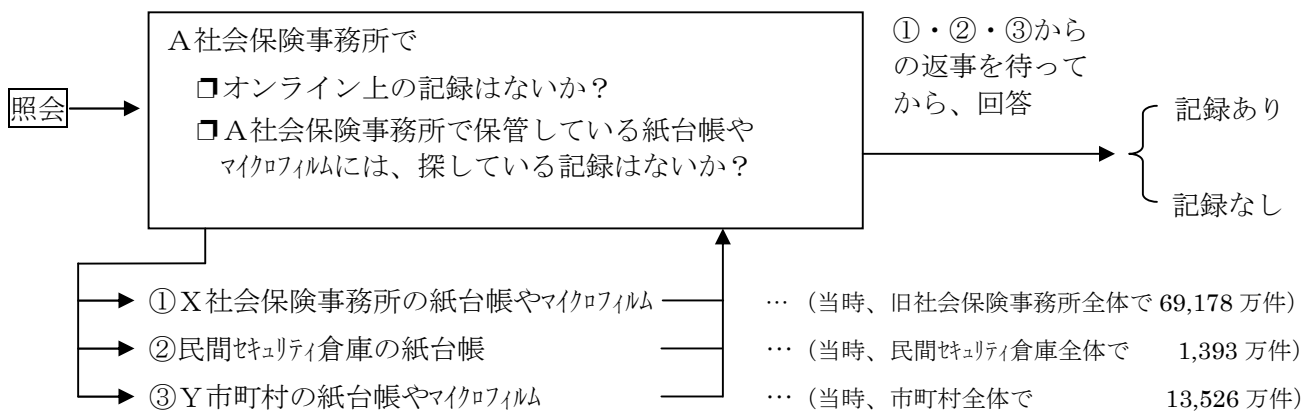 照会
A社会保険事務所で
❐オンライン上の記録はないか？
❐A社会保険事務所で保管している紙台帳や
ﾏｲｸﾛﾌｨﾙﾑには、探している記録はないか？
①・②・③から
の返事を待って
から、回答
記録あり
記録なし
①X社会保険事務所の紙台帳やﾏｲｸﾛﾌｨﾙﾑ … （当時、旧社会保険事務所全体で 69,178 万件）
②民間ｾｷｭﾘﾃｨ倉庫の紙台帳 … （当時、民間ｾｷｭﾘﾃｨ倉庫全体で 1,393 万件）
③Y市町村の紙台帳やﾏｲｸﾛﾌｨﾙﾑ … （当時、市町村全体で 13,526 万件）